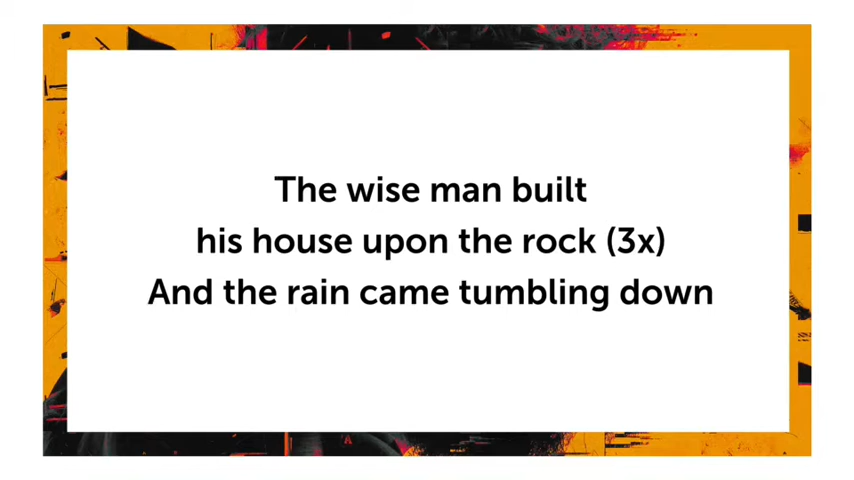 The wise man built
his house upon the rock (3x)
And the rain came tumbling down